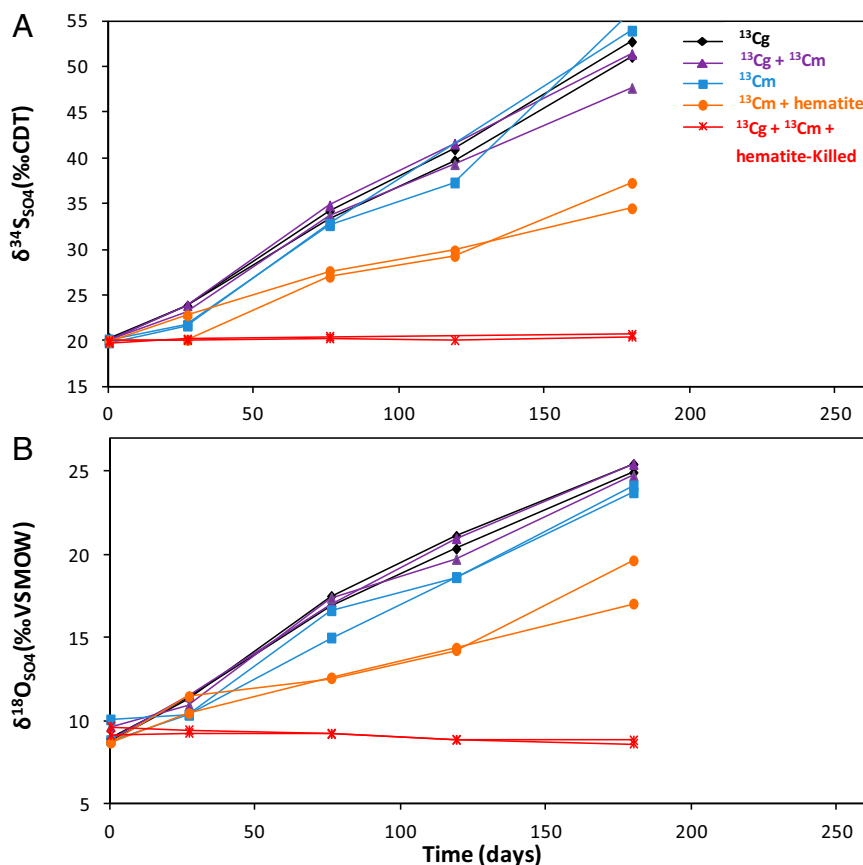 A
55
50
45
40
35
30
25
20
15
δ³⁴S_SO4(‰CDT)
0
50
100
150
200
250
¹³Cg
¹³Cg + ¹³Cm
¹³Cm
¹³Cm + hematite
¹³Cg + ¹³Cm +
hematite-Killed
B
25
20
15
10
5
δ¹⁸O_SO4(‰VSMOW)
0
50
100
150
200
250
Time (days)